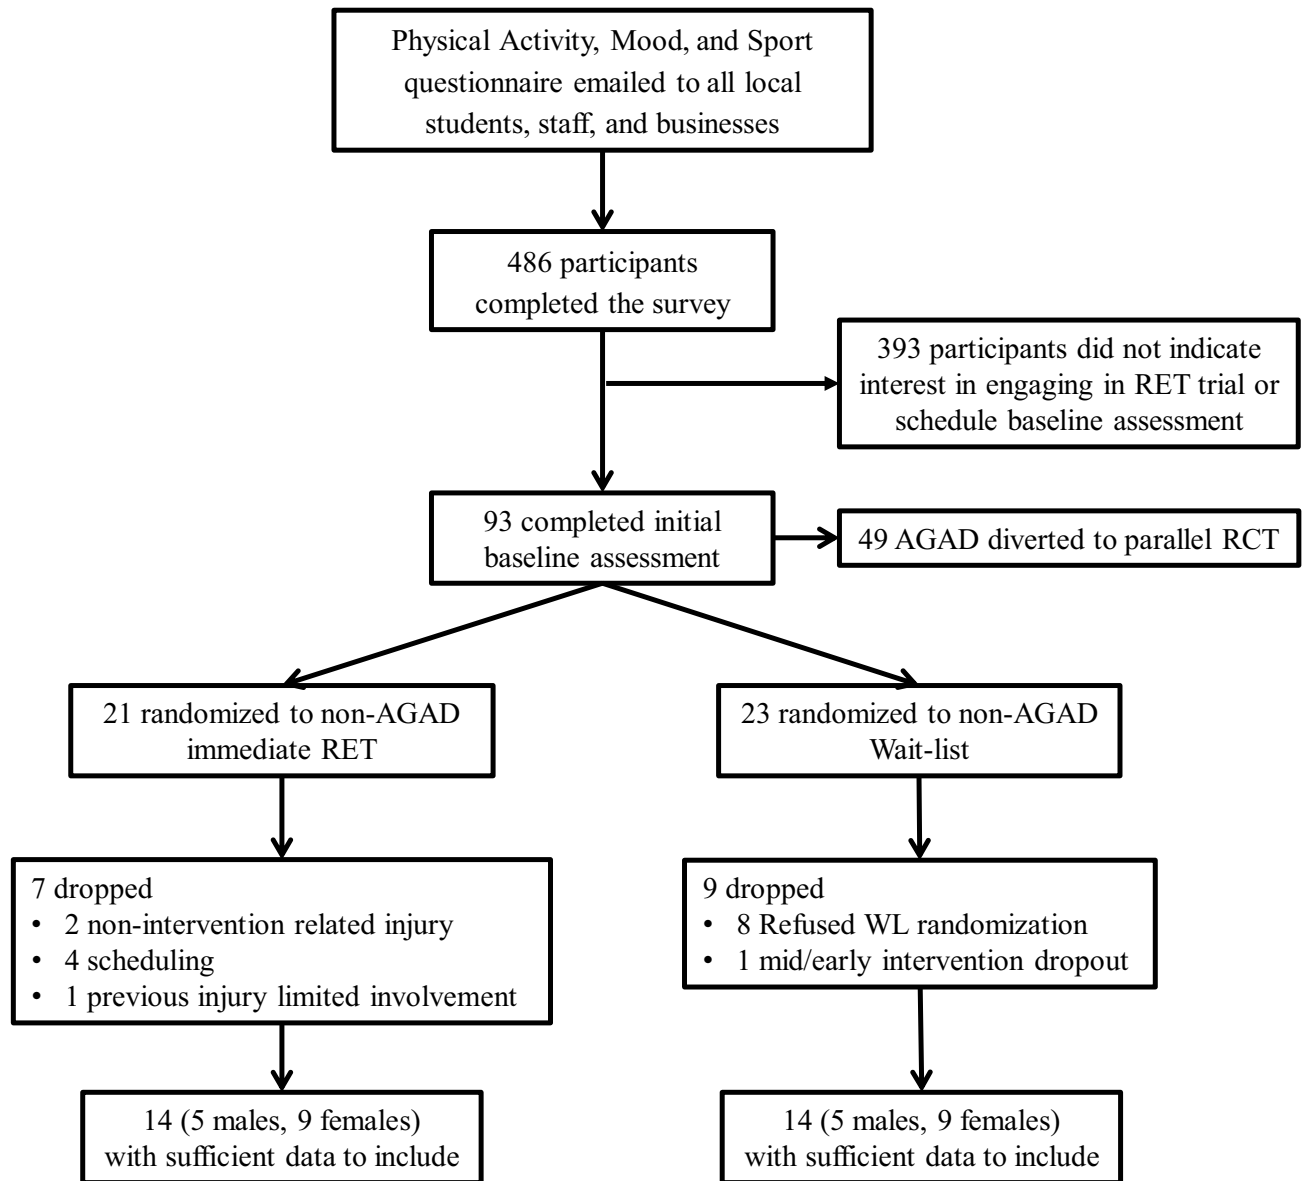 Physical Activity, Mood, and Sport
questionnaire emailed to all local
students, staff, and businesses
486 participants
completed the survey
393 participants did not indicate
interest in engaging in RET trial or
schedule baseline assessment
93 completed initial
baseline assessment
49 AGAD diverted to parallel RCT
21 randomized to non-AGAD
immediate RET
23 randomized to non-AGAD
Wait-list
7 dropped
• 2 non-intervention related injury
• 4 scheduling
• 1 previous injury limited involvement
9 dropped
• 8 Refused WL randomization
• 1 mid/early intervention dropout
14 (5 males, 9 females)
with sufficient data to include
14 (5 males, 9 females)
with sufficient data to include